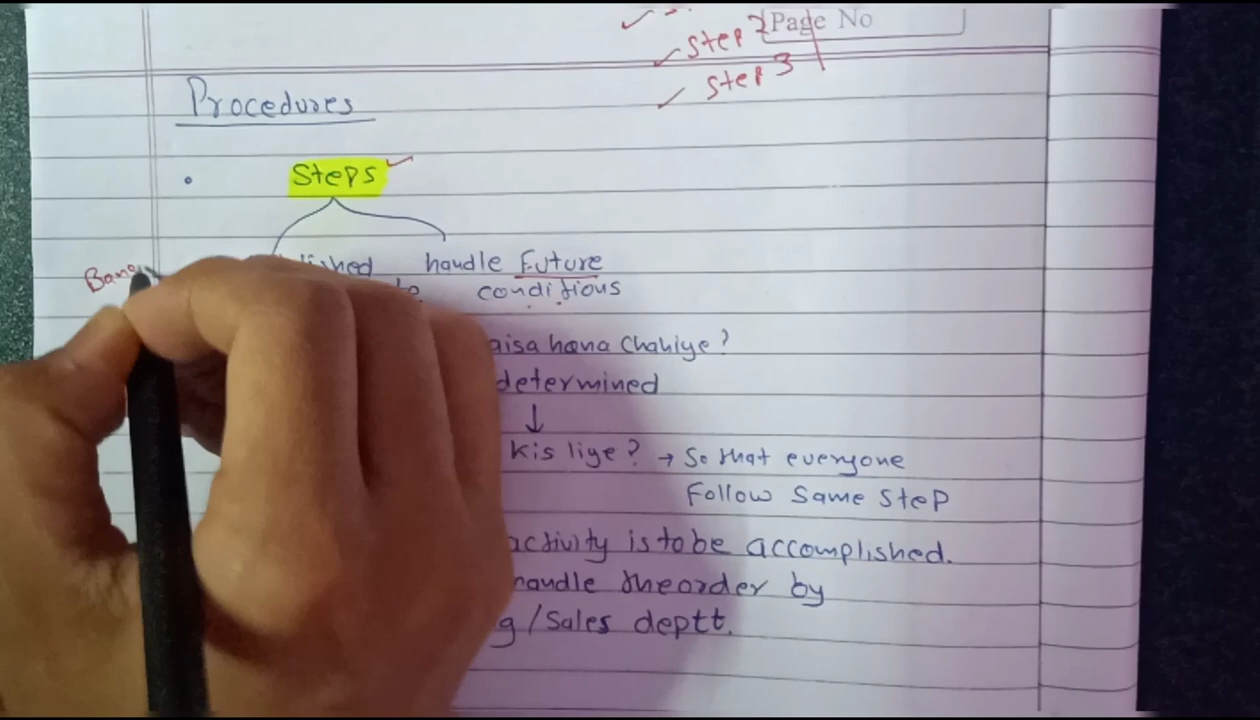 Step 2 Page No
Step 3
Procedures
• Steps
handle Future
conditions
aisa hona chahiye?
determined
↓
kis liye? → So that everyone
Follow Same Step
activity is to be accomplished.
handle the order by
/Sales deptt.